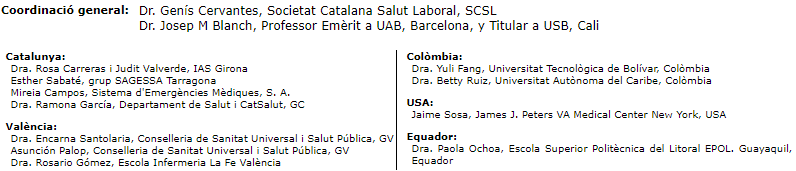 Coordinació general: Dr. Genís Cervantes, Societat Catalana Salut Laboral, SCSL
Dr. Josep M Blanch, Professor Emèrit a UAB, Barcelona, y Titular a USB, Cali
Catalunya:
Dra. Rosa Carreras i Judit Valverde, IAS Girona
Esther Sabaté, grup SAGESSA Tarragona
Mireia Campos, Sistema d'Emergències Mèdiques, S. A.
Dra. Ramona García, Departament de Salut i CatSalut, GC
València:
Dra. Encarna Santolaria, Conselleria de Sanitat Universal i Salut Pública, GV
Asunción Palop, Conselleria de Sanitat Universal i Salut Pública, GV
Dra. Rosario Gómez, Escola Infermeria La Fe València
Colòmbia:
Dra. Yuli Fang, Universitat Tecnològica de Bolívar, Colòmbia
Dra. Betty Ruiz, Universitat Autònoma del Caribe, Colòmbia
USA:
Jaime Sosa, James J. Peters VA Medical Center New York, USA
Equador:
Dra. Paola Ochoa, Escola Superior Politècnica del Litoral EPOL. Guayaquil,
Equador